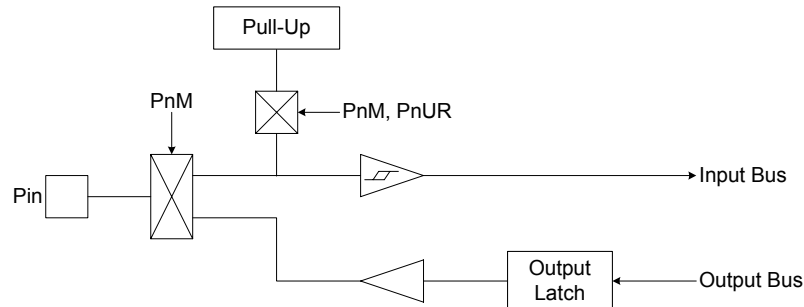 Pull-Up
PnM
PnM, PnUR
Pin
Input Bus
Output
Latch
Output Bus